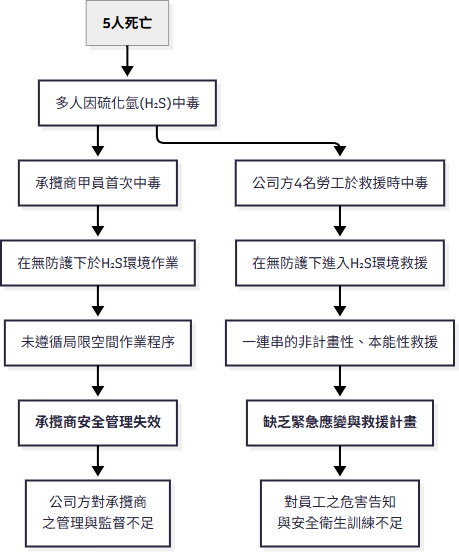 5人死亡
多人因硫化氫(H₂S)中毒
承攬商甲員首次中毒
公司方4名勞工於救援時中毒
在無防護下於H₂S環境作業
在無防護下進入H₂S環境救援
未遵循局限空間作業程序
一連串的非計畫性、本能性救援
承攬商安全管理失效
缺乏緊急應變與救援計畫
公司方對承攬商
之管理與監督不足
對員工之危害告知
與安全衛生訓練不足